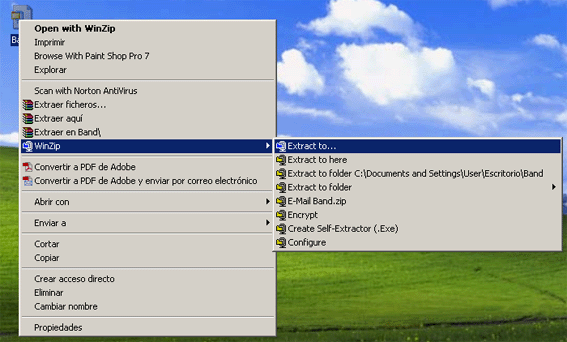 Ba
Open with WinZip
Imprimir
Browse With Paint Shop Pro 7
Explorar
Scan with Norton AntiVirus
Extraer ficheros...
Extraer aquí
Extraer en Band\
WinZip
Convertir a PDF de Adobe
Convertir a PDF de Adobe y enviar por correo electrónico
Abrir con
Enviar a
Cortar
Copiar
Crear acceso directo
Eliminar
Cambiar nombre
Propiedades
Extract to...
Extract to here
Extract to folder C:\Documents and Settings\User\Escritorio\Band
Extract to folder
E-Mail Band.zip
Encrypt
Create Self-Extractor (.Exe)
Configure